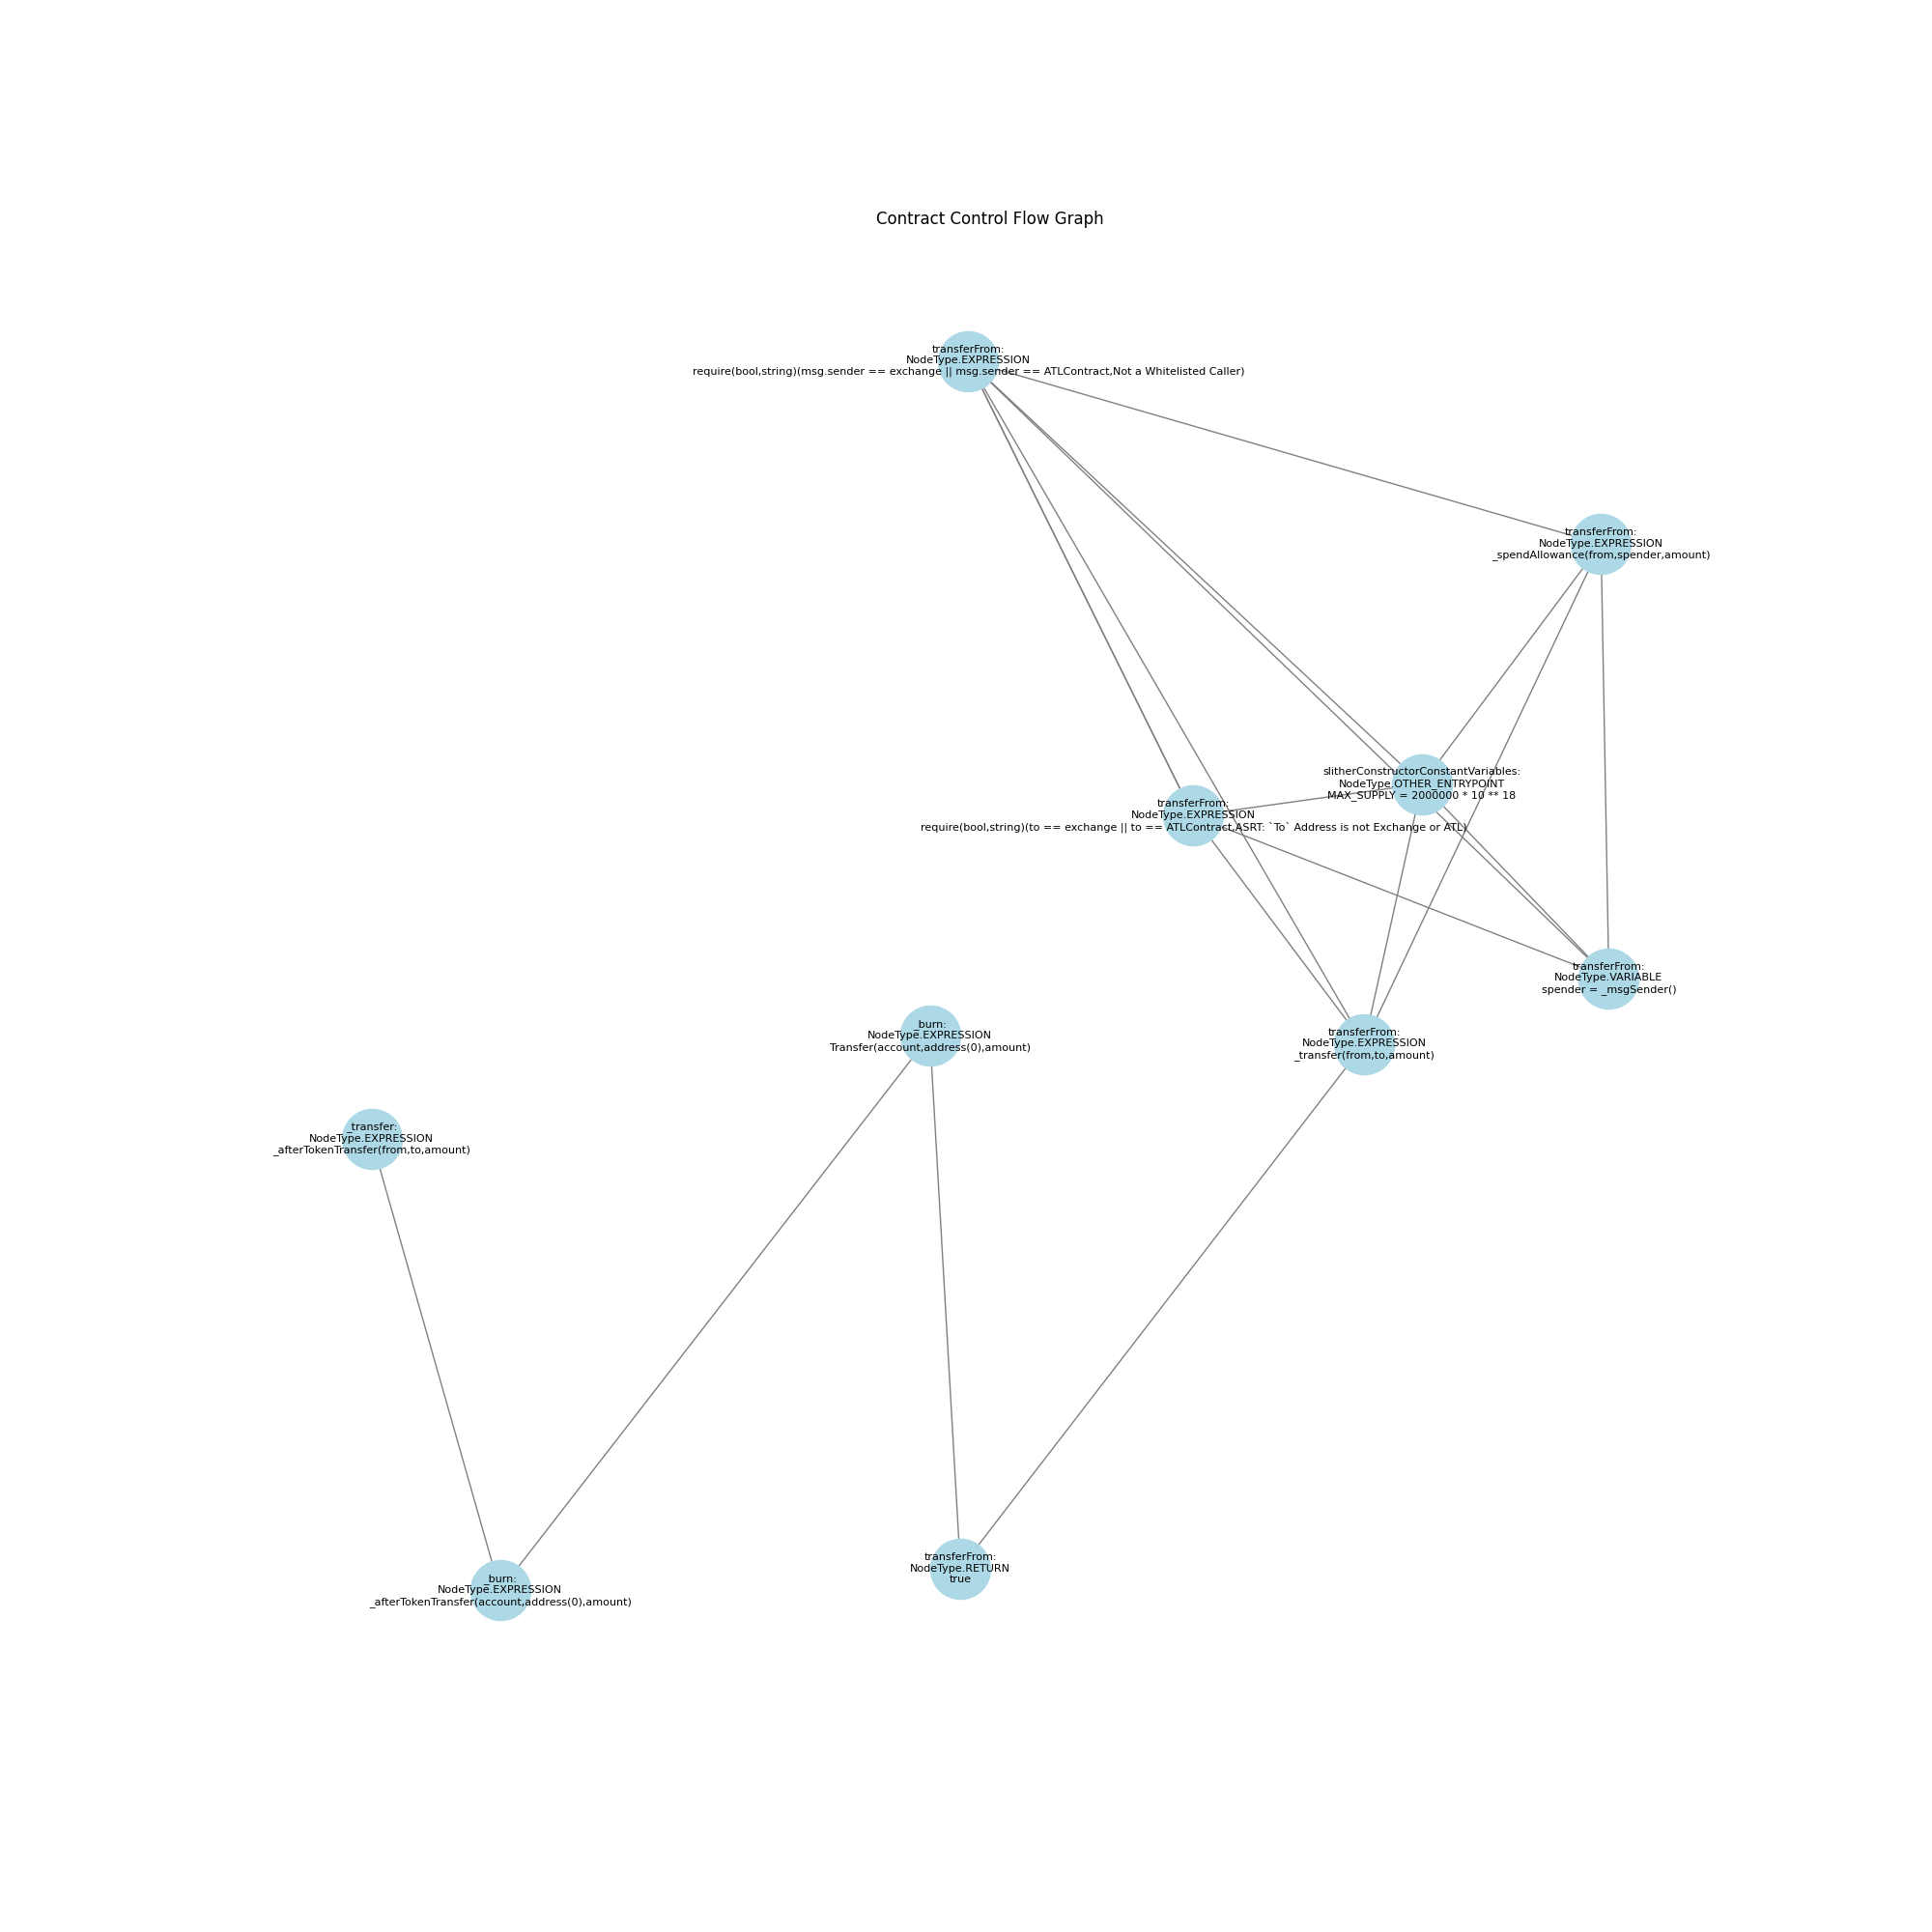 Contract Control Flow Graph
transferFrom:
NodeType.EXPRESSION
require(bool,string)(msg.sender == exchange || msg.sender == ATLContract,Not a Whitelisted Caller)
transferFrom:
NodeType.EXPRESSION
_spendAllowance(from,spender,amount)
slitherConstructorConstantVariables:
NodeType.OTHER_ENTRYPOINT
MAX_SUPPLY = 2000000 * 10 ** 18
transferFrom:
NodeType.EXPRESSION
require(bool,string)(to == exchange || to == ATLContract,ASRT: `To` Address is not Exchange or ATL)
transferFrom:
NodeType.VARIABLE
spender = _msgSender()
_burn:
NodeType.EXPRESSION
Transfer(account,address(0),amount)
transferFrom:
NodeType.EXPRESSION
_transfer(from,to,amount)
_transfer:
NodeType.EXPRESSION
_afterTokenTransfer(from,to,amount)
transferFrom:
NodeType.RETURN
true
_burn:
NodeType.EXPRESSION
_afterTokenTransfer(account,address(0),amount)